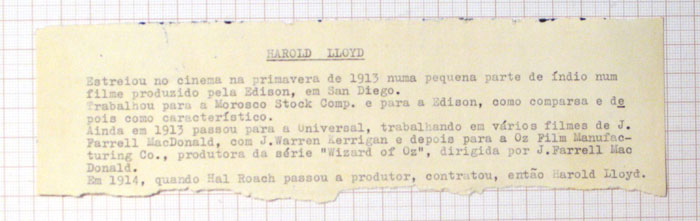 HAROLD LLOYD
Estreiou no cinema na primavera de 1913 numa pequena parte de índio num
filme produzido pela Edison, em San Diego.
Trabalhou para a Morosco Stock Comp. e para a Edison, como comparsa e de
pois como característico.
Ainda em 1913 passou para a Universal, trabalhando em vários filmes de J.
Farrell MacDonald, com J.Warren Kerrigan e depois para a Oz Film Manufac-
turing Co., produtora da série "Wizard of Oz", dirigida por J.Farrell Mac
Donald.
Em 1914, quando Hal Roach passou a produtor, contratou, então Harold Lloyd.